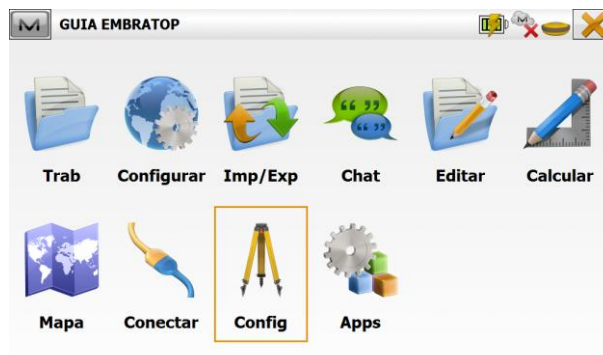 GUIA EMBRATOP
Trab Configurar Imp/Exp Chat Editar Calcular
Mapa Conectar Config Apps